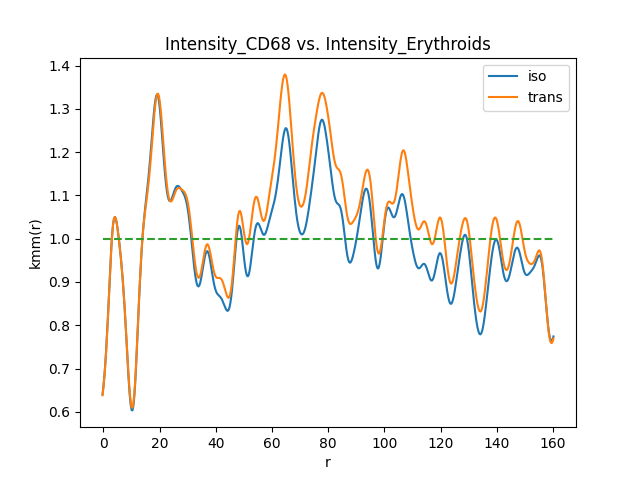 Intensity_CD68 vs. Intensity_Erythroids
iso
trans
kmm(r)
1.4
1.3
1.2
1.1
1.0
0.9
0.8
0.7
0.6
0 20 40 60 80 100 120 140 160
r